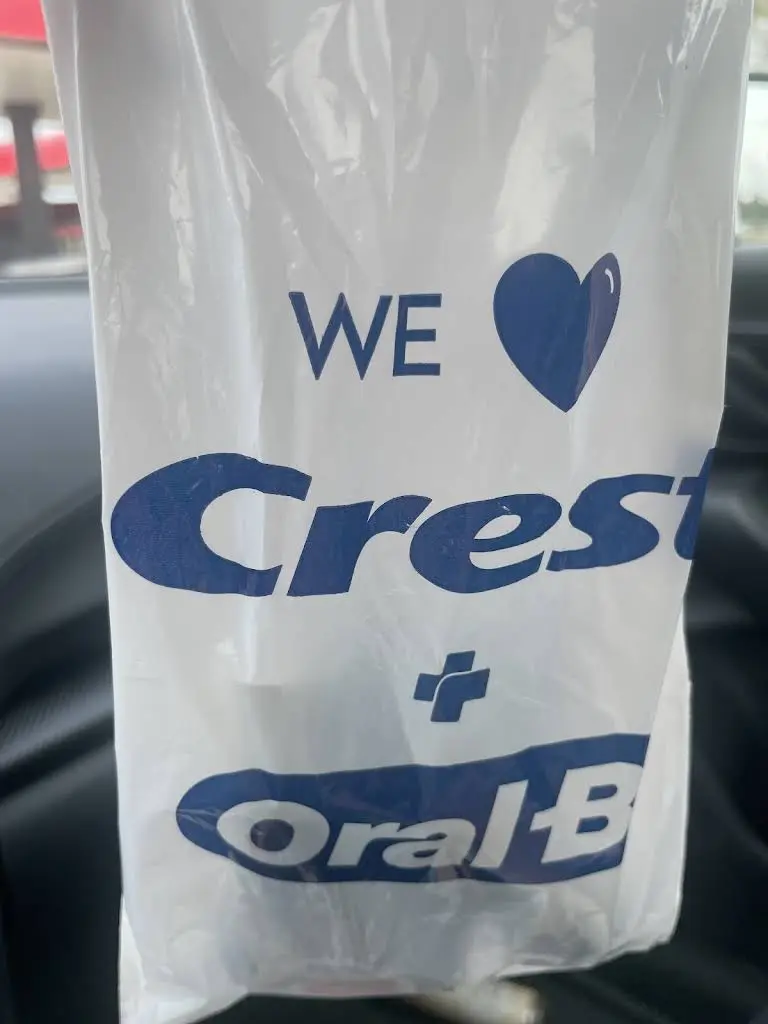 WE
Crest
+
Oral-B